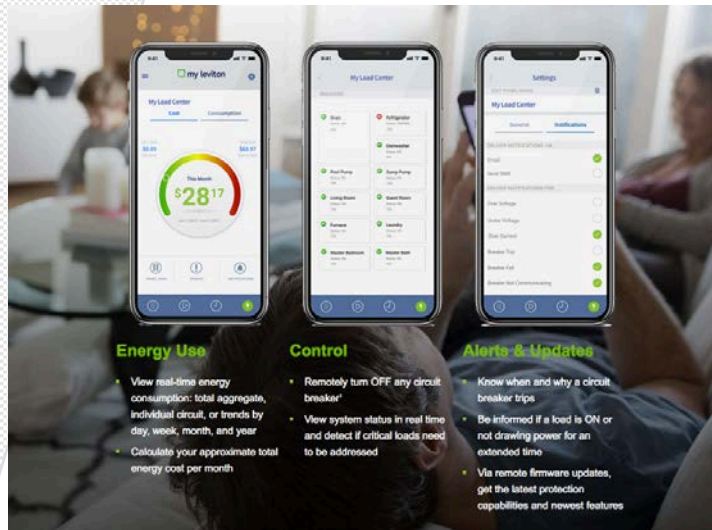 9:41
my leviton
My Load Center
Cost
Consumption
This Month
$28 17
9:41
My Load Center
Refrigerator
Dishwasher
Pool Pump
Sump Pump
Living Room
Guest Room
Furnace
Laundry
Master Bedroom
Master Bath
9:41
Settings
My Load Center
General
Notifications
Email
Over Voltage
Under Voltage
Breaker Trip
Breaker Fail
Breaker Not Communicating
Energy Use
▪ View real-time energy
consumption: total aggregate,
individual circuit, or trends by
day, week, month, and year
▪ Calculate your approximate total
energy cost per month
Control
▪ Remotely turn OFF any circuit
breaker¹
▪ View system status in real time
and detect if critical loads need
to be addressed
Alerts & Updates
▪ Know when and why a circuit
breaker trips
▪ Be informed if a load is ON or
not drawing power for an
extended time
▪ Via remote firmware updates,
get the latest protection
capabilities and newest features